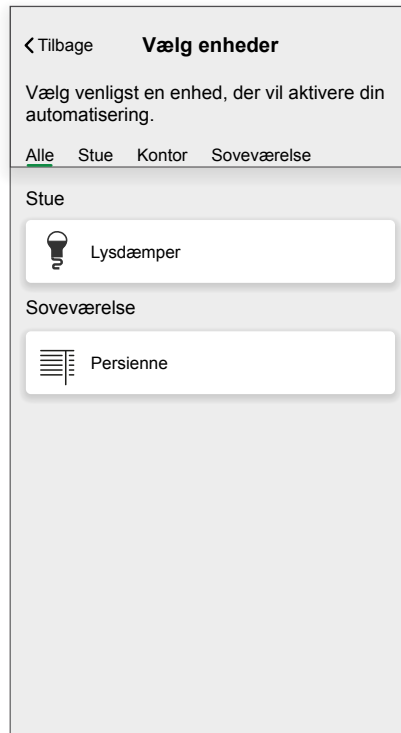 Tilbage Vælg enheder
Vælg venligst en enhed, der vil aktivere din
automatisering.
Alle Stue Kontor Soveværelse
Stue
Lysdæmper
Soveværelse
Persienne